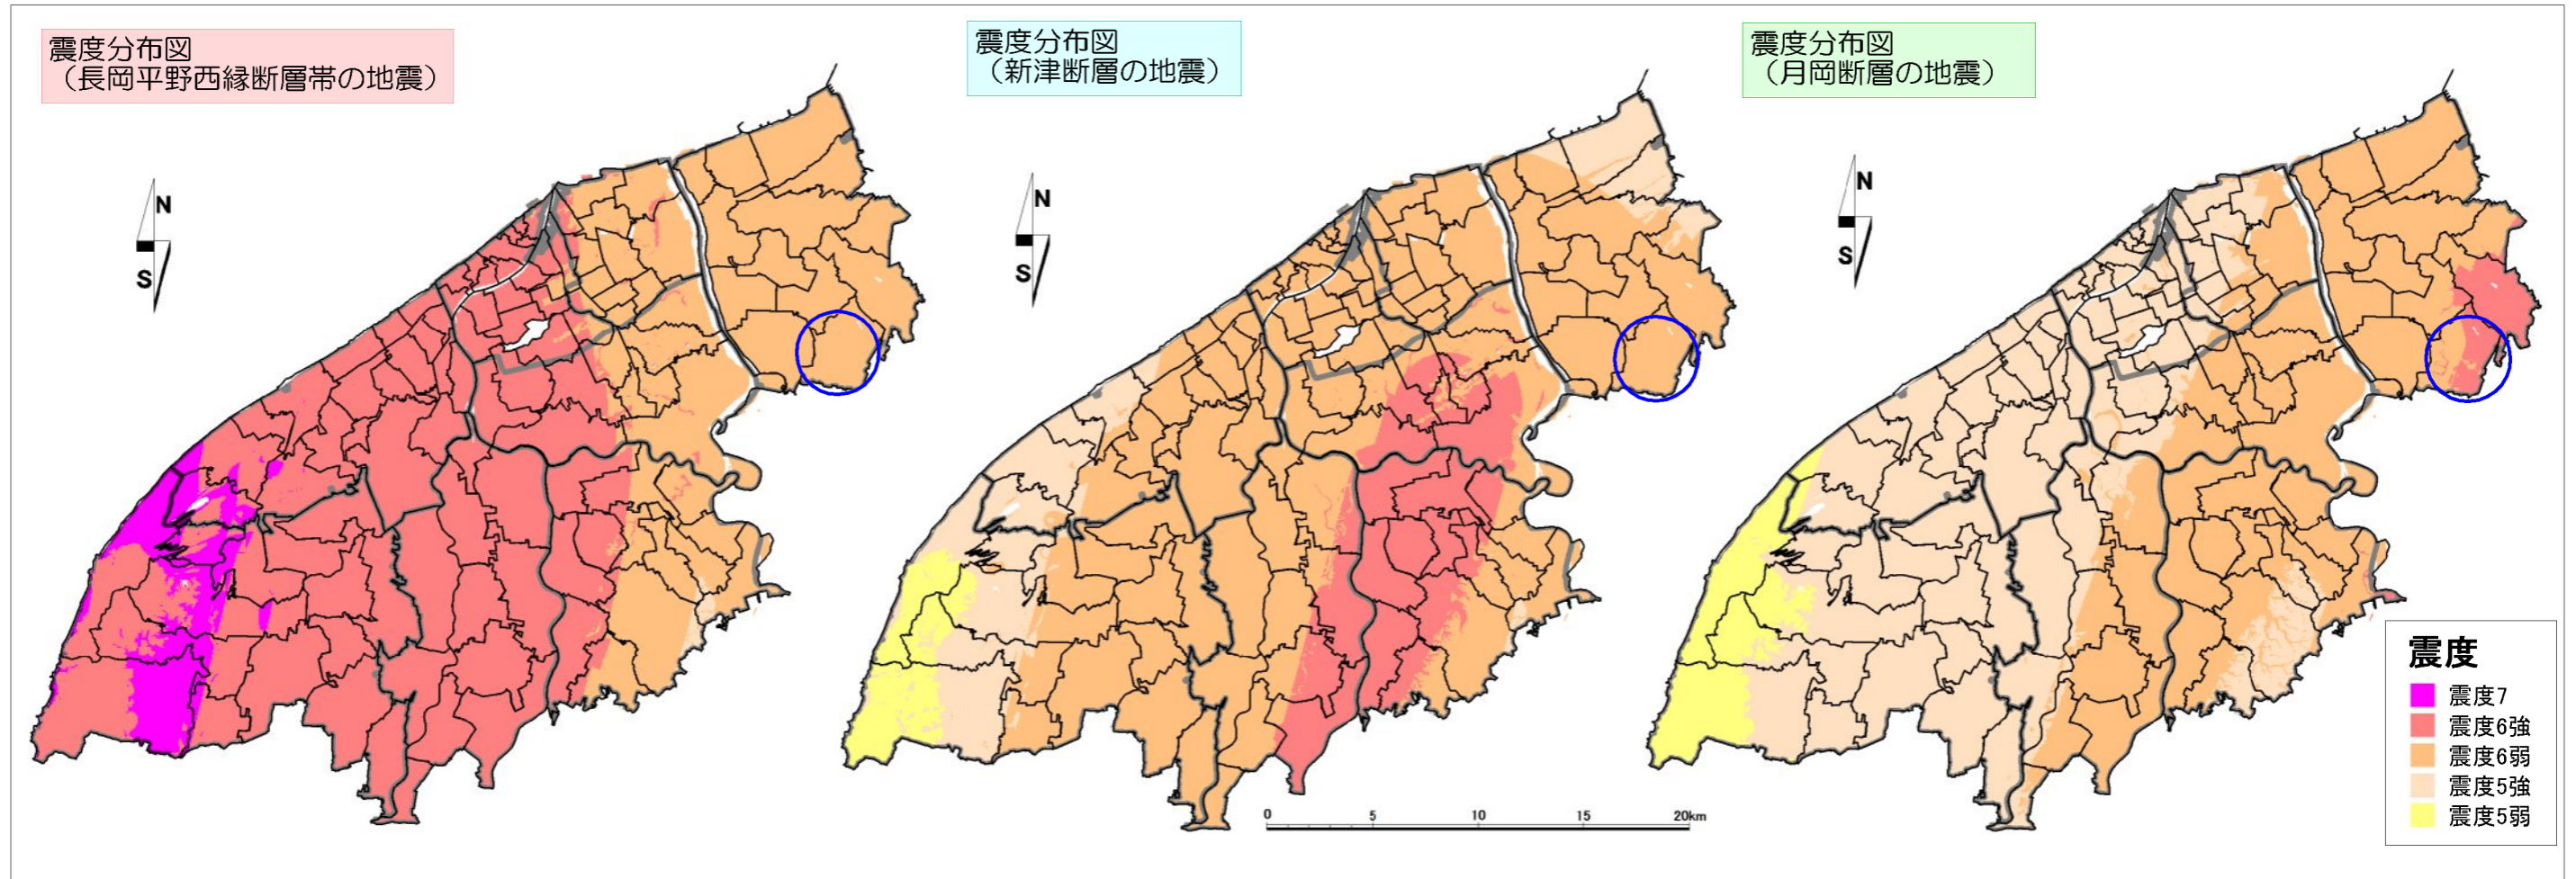 震度分布図
（長岡平野西縁断層帯の地震）
震度分布図
（新津断層の地震）
震度分布図
（月岡断層の地震）
N
S
N
S
N
S
0 5 10 15 20km
震度
震度7
震度6強
震度6弱
震度5強
震度5弱